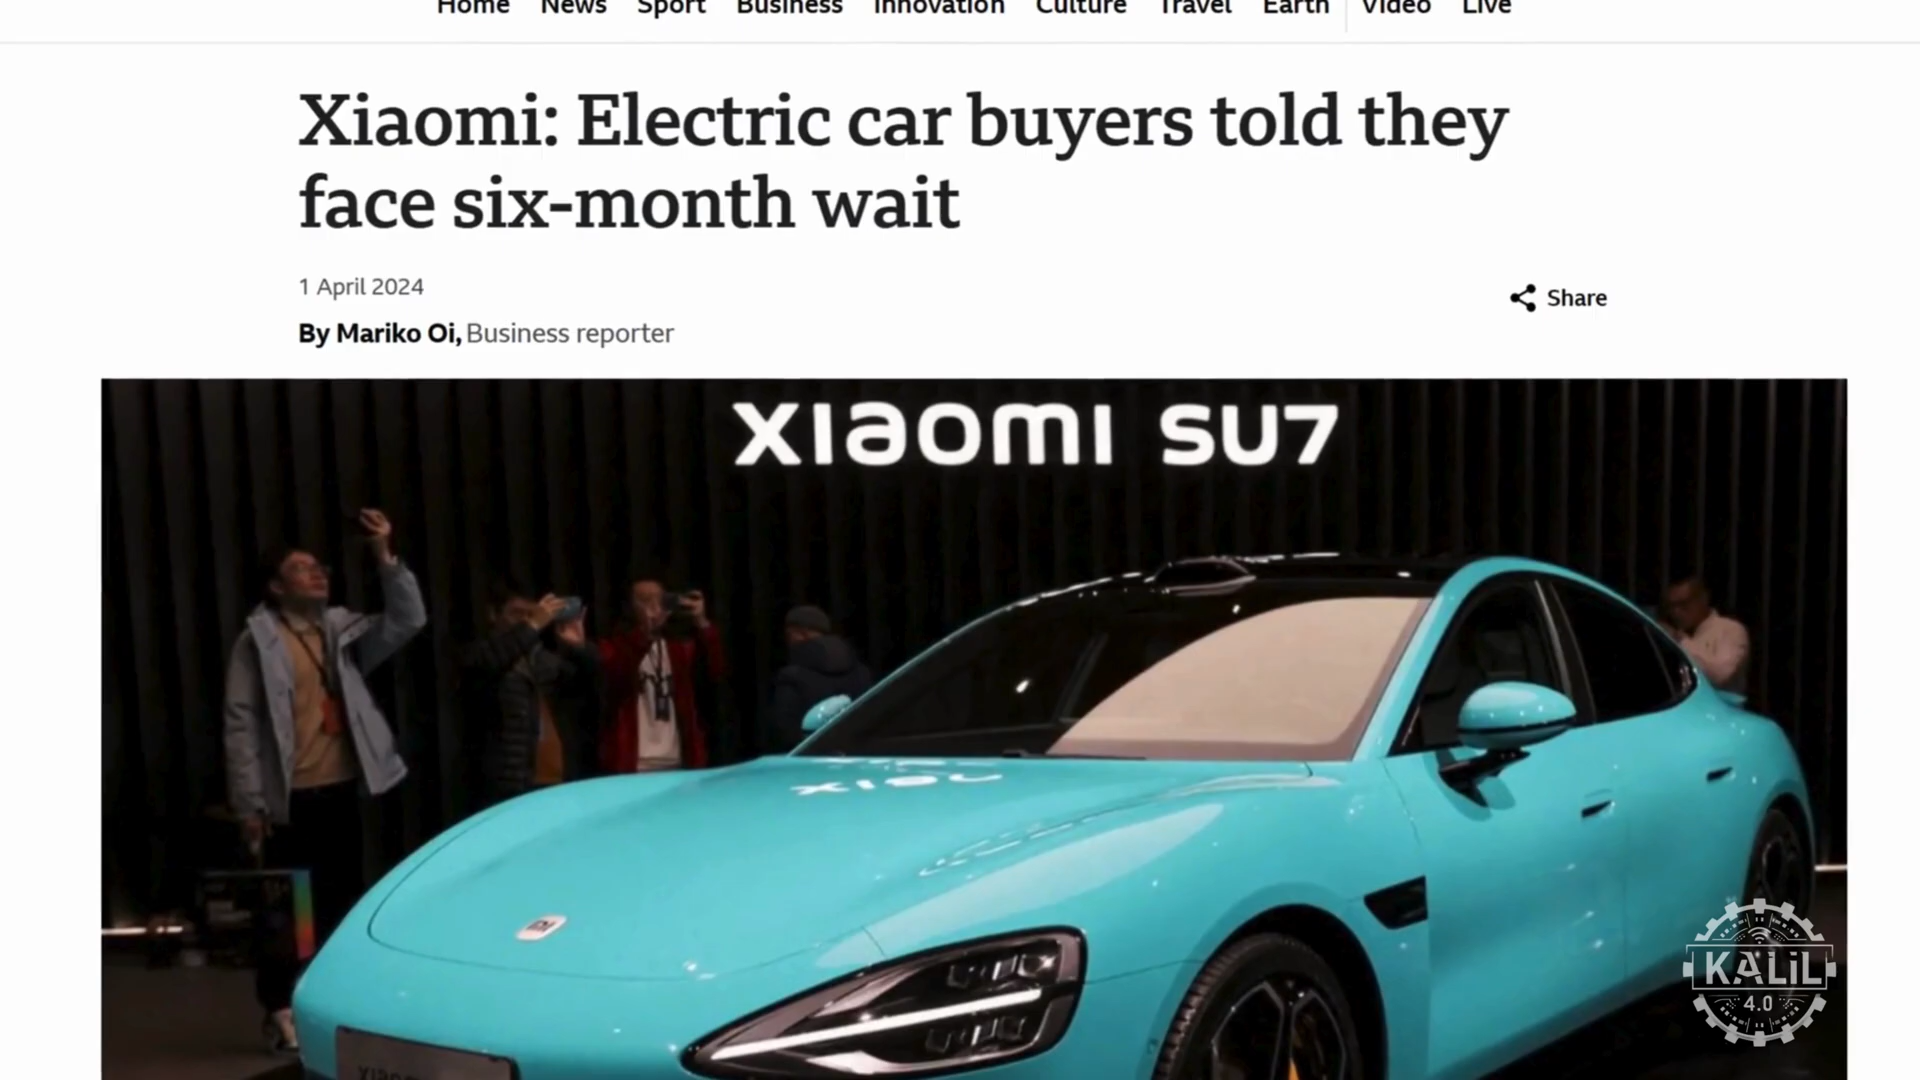 Home News Sport Business Innovation Culture Travel Earth Video Live
Xiaomi: Electric car buyers told they
face six-month wait
1 April 2024
Share
By Mariko Oi, Business reporter
XIAOMI SU7
KALIL
4.0